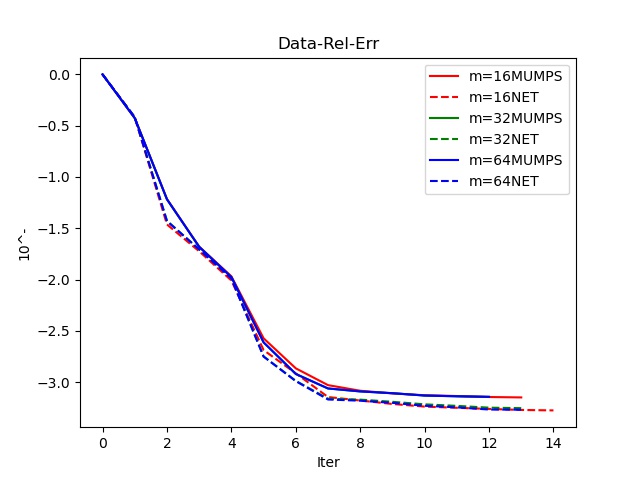 Data-Rel-Err
m=16MUMPS
m=16NET
m=32MUMPS
m=32NET
m=64MUMPS
m=64NET
0.0
−0.5
−1.0
−1.5
−2.0
−2.5
−3.0
10^-
0 2 4 6 8 10 12 14
Iter